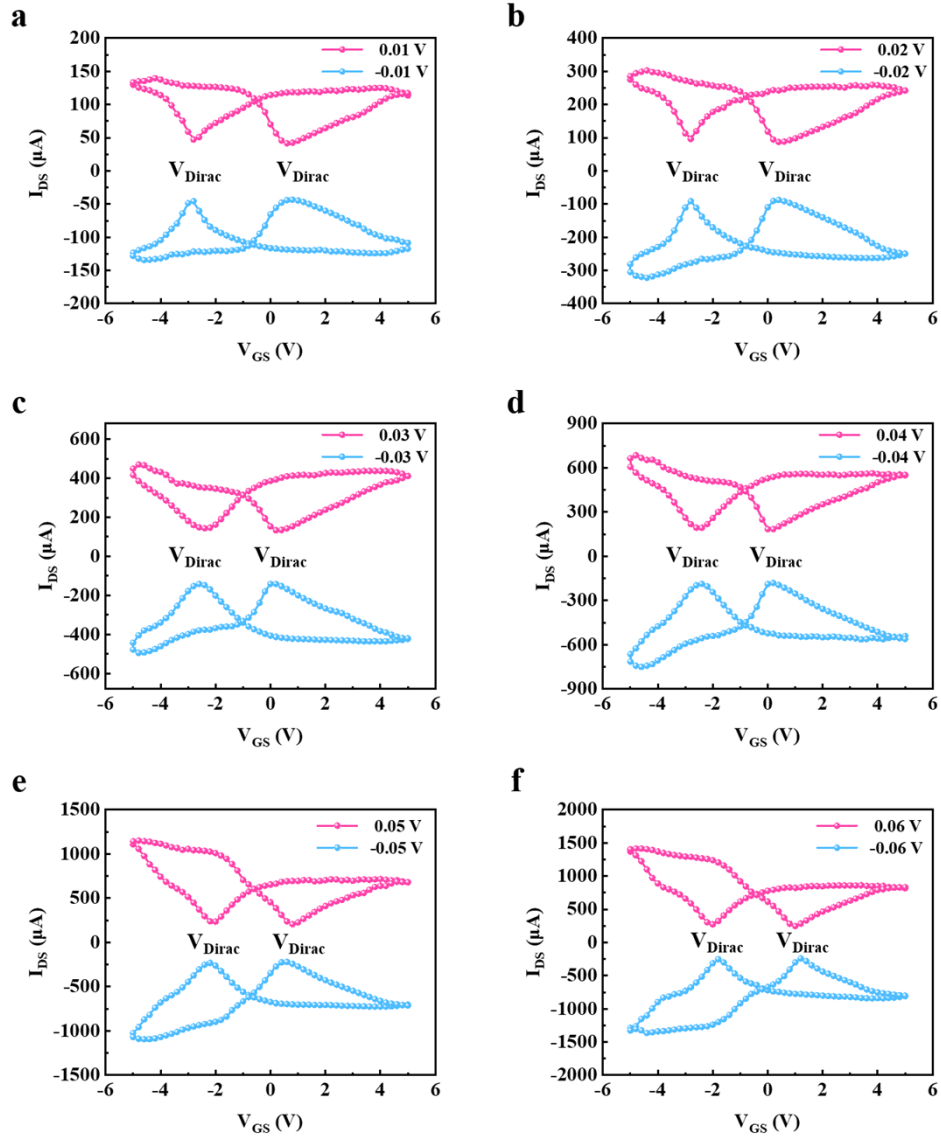 a
200
150
100
50
0
-50
-100
-150
-200
I_DS (μA)
0.01 V
-0.01 V
V_Dirac V_Dirac
-6 -4 -2 0 2 4 6
V_GS (V)
b
400
300
200
100
0
-100
-200
-300
-400
I_DS (μA)
0.02 V
-0.02 V
V_Dirac V_Dirac
-6 -4 -2 0 2 4 6
V_GS (V)
c
600
400
200
0
-200
-400
-600
I_DS (μA)
0.03 V
-0.03 V
V_Dirac V_Dirac
-6 -4 -2 0 2 4 6
V_GS (V)
d
900
600
300
0
-300
-600
-900
I_DS (μA)
0.04 V
-0.04 V
V_Dirac V_Dirac
-6 -4 -2 0 2 4 6
V_GS (V)
e
1500
1000
500
0
-500
-1000
-1500
I_DS (μA)
0.05 V
-0.05 V
V_Dirac V_Dirac
-6 -4 -2 0 2 4 6
V_GS (V)
f
2000
1500
1000
500
0
-500
-1000
-1500
-2000
I_DS (μA)
0.06 V
-0.06 V
V_Dirac V_Dirac
-6 -4 -2 0 2 4 6
V_GS (V)